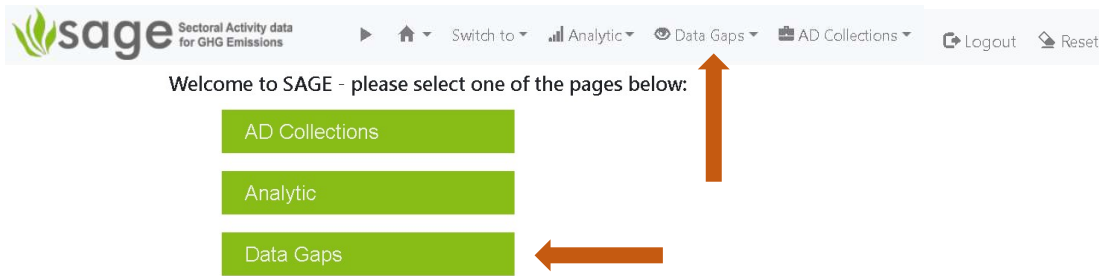 sage Sectoral Activity data
for GHG Emissions
Switch to Analytic Data Gaps AD Collections Logout Reset
Welcome to SAGE - please select one of the pages below:
AD Collections
Analytic
Data Gaps